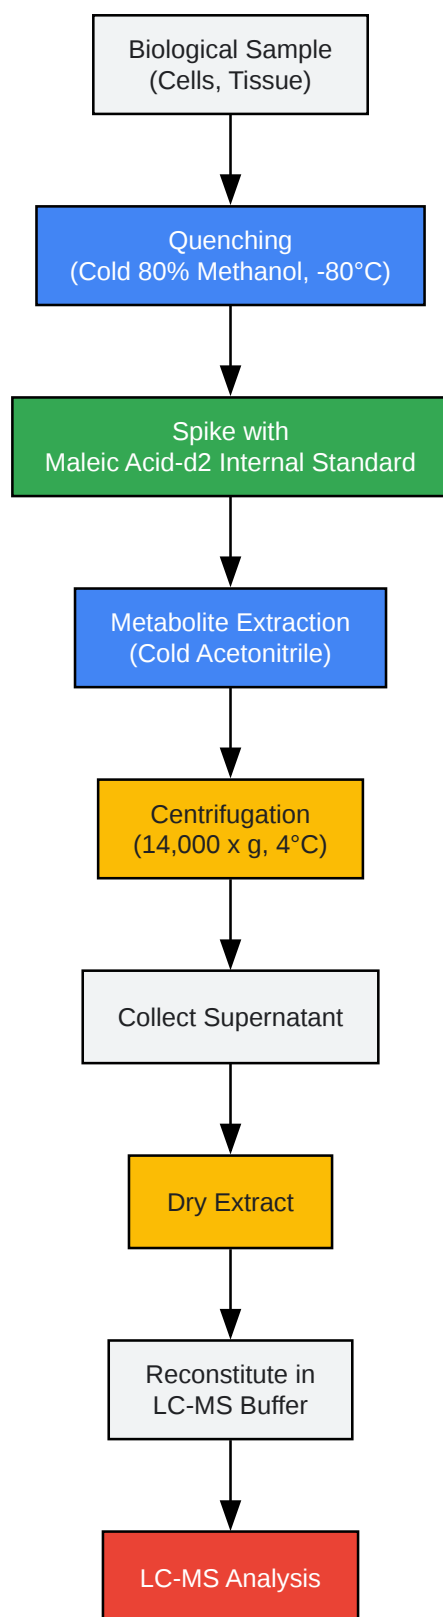 Biological Sample
(Cells, Tissue)
Quenching
(Cold 80% Methanol, -80°C)
Spike with
Maleic Acid-d2 Internal Standard
Metabolite Extraction
(Cold Acetonitrile)
Centrifugation
(14,000 x g, 4°C)
Collect Supernatant
Dry Extract
Reconstitute in
LC-MS Buffer
LC-MS Analysis